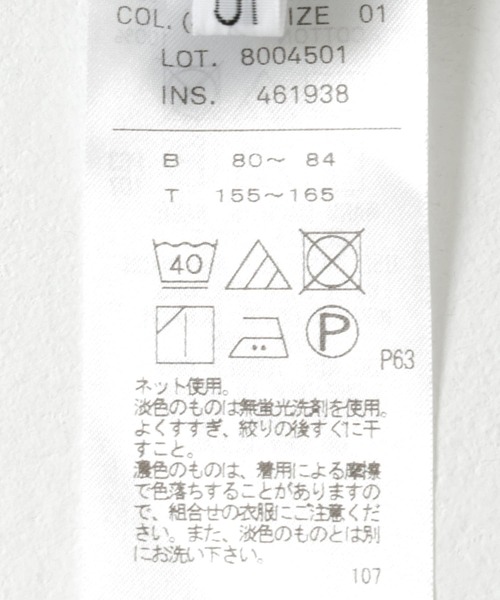 COL. ( SIZE 01
LOT. 8004501
INS. 461938
B 80～ 84
T 155～165
40
P
P63
ネット使用。
淡色のものは無蛍光洗剤を使用。
よくすすぎ、絞りの後すぐに干
すこと。
濃色のものは、着用による摩擦
で色落ちすることがありますの
で、組合せの衣服にご注意くだ
さい。また、淡色のものとは別
にお洗い下さい。
107